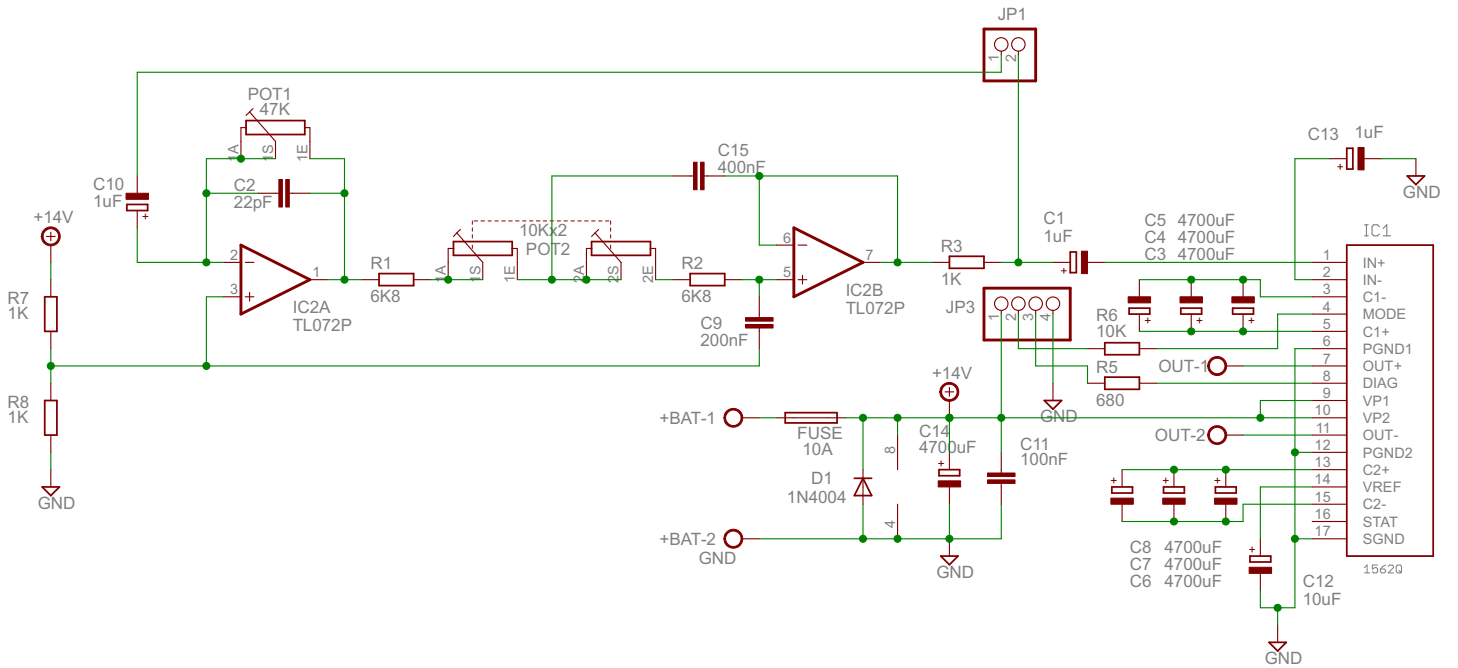 JP1
1
2
POT1
47K
1A
1S
1E
C13
1uF
GND
C15
400nF
C10
1uF
C2
22pF
+14V
10Kx2
POT2
1A
1S
1E
2A
2S
2E
C1
1uF
C5 4700uF
C4 4700uF
C3 4700uF
IC1
R7
1K
2
3
1
IC2A
TL072P
R1
6K8
R2
6K8
6
5
7
IC2B
TL072P
R3
1K
C9
200nF
JP3
1
2
3
4
R6
10K
R5
680
GND
OUT-1
OUT-2
1 IN+
2 IN-
3 C1-
4 MODE
5 C1+
6 PGND1
7 OUT+
8 DIAG
9 VP1
10 VP2
11 OUT-
12 PGND2
13 C2+
14 VREF
15 C2-
16 STAT
17 SGND
1562Q
R8
1K
GND
+14V
+BAT-1
FUSE
10A
C14
4700uF
C11
100nF
8
4
D1
1N4004
+BAT-2
GND
GND
C8 4700uF
C7 4700uF
C6 4700uF
C12
10uF
GND